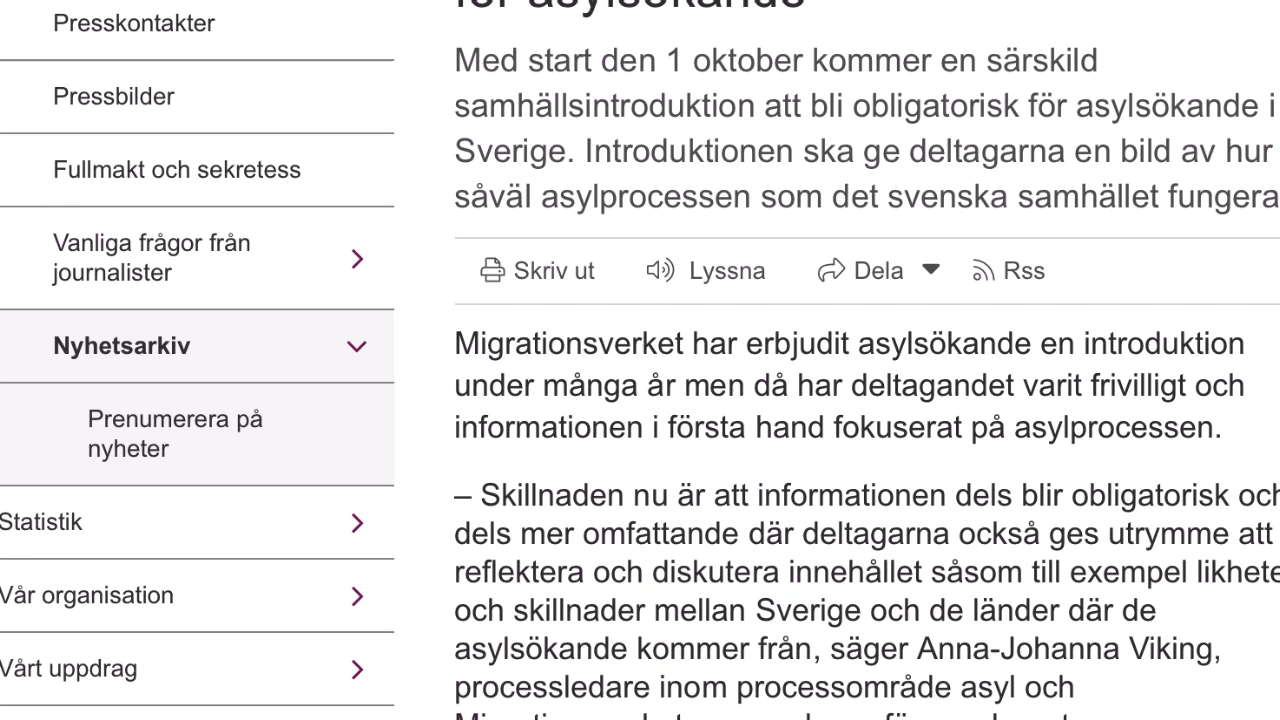 Presskontakter
Pressbilder
Fullmakt och sekretess
Vanliga frågor från
journalister
Nyhetsarkiv
Prenumerera på
nyheter
Statistik
Vår organisation
Vårt uppdrag
för asylsökande
Med start den 1 oktober kommer en särskild
samhällsintroduktion att bli obligatorisk för asylsökande i
Sverige. Introduktionen ska ge deltagarna en bild av hur
såväl asylprocessen som det svenska samhället fungera
Skriv ut Lyssna Dela Rss
Migrationsverket har erbjudit asylsökande en introduktion
under många år men då har deltagandet varit frivilligt och
informationen i första hand fokuserat på asylprocessen.
– Skillnaden nu är att informationen dels blir obligatorisk och
dels mer omfattande där deltagarna också ges utrymme att
reflektera och diskutera innehållet såsom till exempel likhete
och skillnader mellan Sverige och de länder där de
asylsökande kommer från, säger Anna-Johanna Viking,
processledare inom processområde asyl och